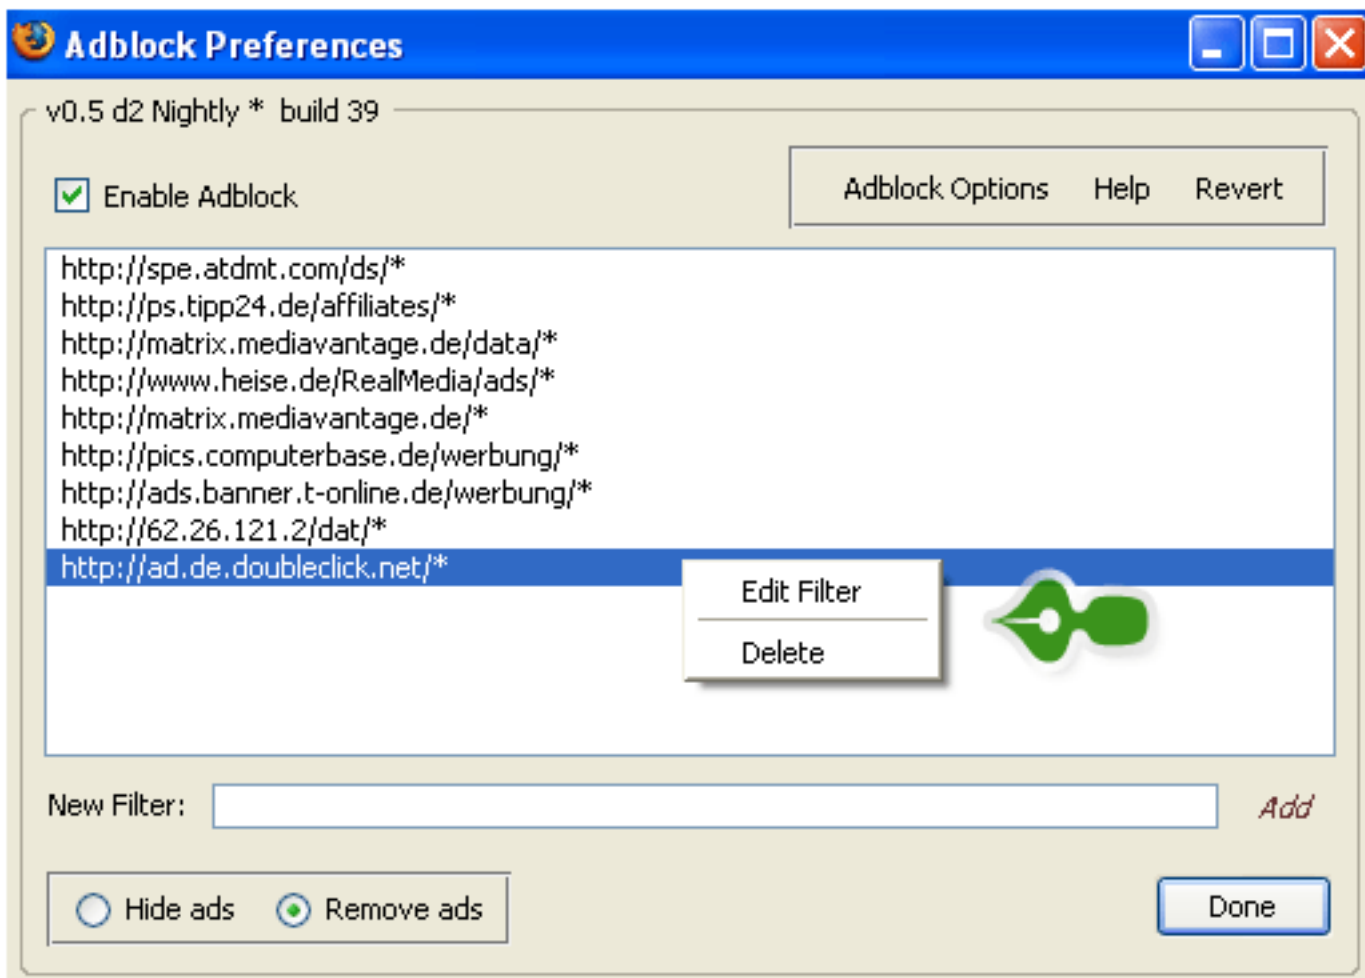 Adblock Preferences
v0.5 d2 Nightly * build 39
Enable Adblock
Adblock Options Help Revert
http://spe.atdmt.com/ds/*
http://ps.tipp24.de/affiliates/*
http://matrix.mediavantage.de/data/*
http://www.heise.de/RealMedia/ads/*
http://matrix.mediavantage.de/*
http://pics.computerbase.de/werbung/*
http://ads.banner.t-online.de/werbung/*
http://62.26.121.2/dat/*
http://ad.de.doubleclick.net/*
Edit Filter
Delete
New Filter: Add
Hide ads Remove ads Done